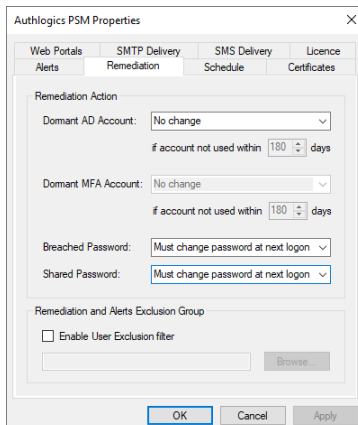 Authlogics PSM Properties
Web Portals SMTP Delivery SMS Delivery Licence
Alerts Remediation Schedule Certificates
Remediation Action
Dormant AD Account: No change
if account not used within 180 days
Dormant MFA Account: No change
if account not used within 180 days
Breached Password: Must change password at next logon
Shared Password: Must change password at next logon
Remediation and Alerts Exclusion Group
Enable User Exclusion filter
Browse...
OK Cancel Apply